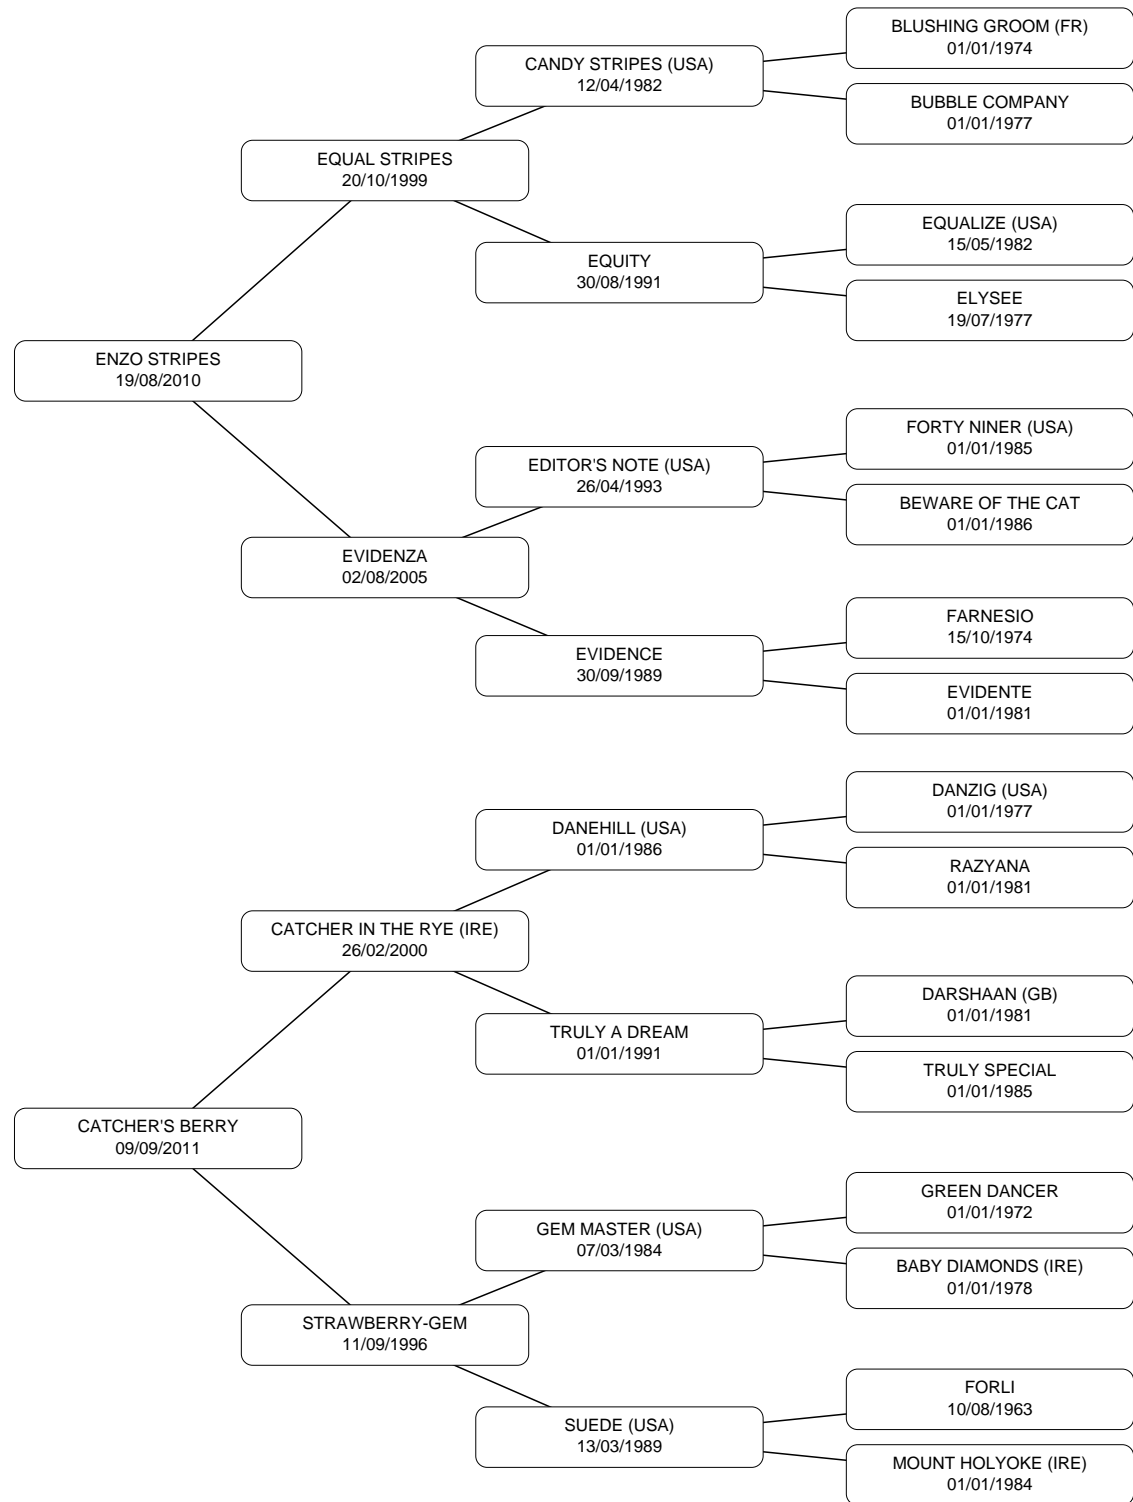 BLUSHING GROOM (FR)
01/01/1974
CANDY STRIPES (USA)
12/04/1982
BUBBLE COMPANY
01/01/1977
EQUAL STRIPES
20/10/1999
EQUALIZE (USA)
15/05/1982
EQUITY
30/08/1991
ELYSEE
19/07/1977
ENZO STRIPES
19/08/2010
FORTY NINER (USA)
01/01/1985
EDITOR'S NOTE (USA)
26/04/1993
BEWARE OF THE CAT
01/01/1986
EVIDENZA
02/08/2005
FARNESIO
15/10/1974
EVIDENCE
30/09/1989
EVIDENTE
01/01/1981
DANZIG (USA)
01/01/1977
DANEHILL (USA)
01/01/1986
RAZYANA
01/01/1981
CATCHER IN THE RYE (IRE)
26/02/2000
DARSHAAN (GB)
01/01/1981
TRULY A DREAM
01/01/1991
TRULY SPECIAL
01/01/1985
CATCHER'S BERRY
09/09/2011
GREEN DANCER
01/01/1972
GEM MASTER (USA)
07/03/1984
BABY DIAMONDS (IRE)
01/01/1978
STRAWBERRY-GEM
11/09/1996
FORLI
10/08/1963
SUEDE (USA)
13/03/1989
MOUNT HOLYOKE (IRE)
01/01/1984